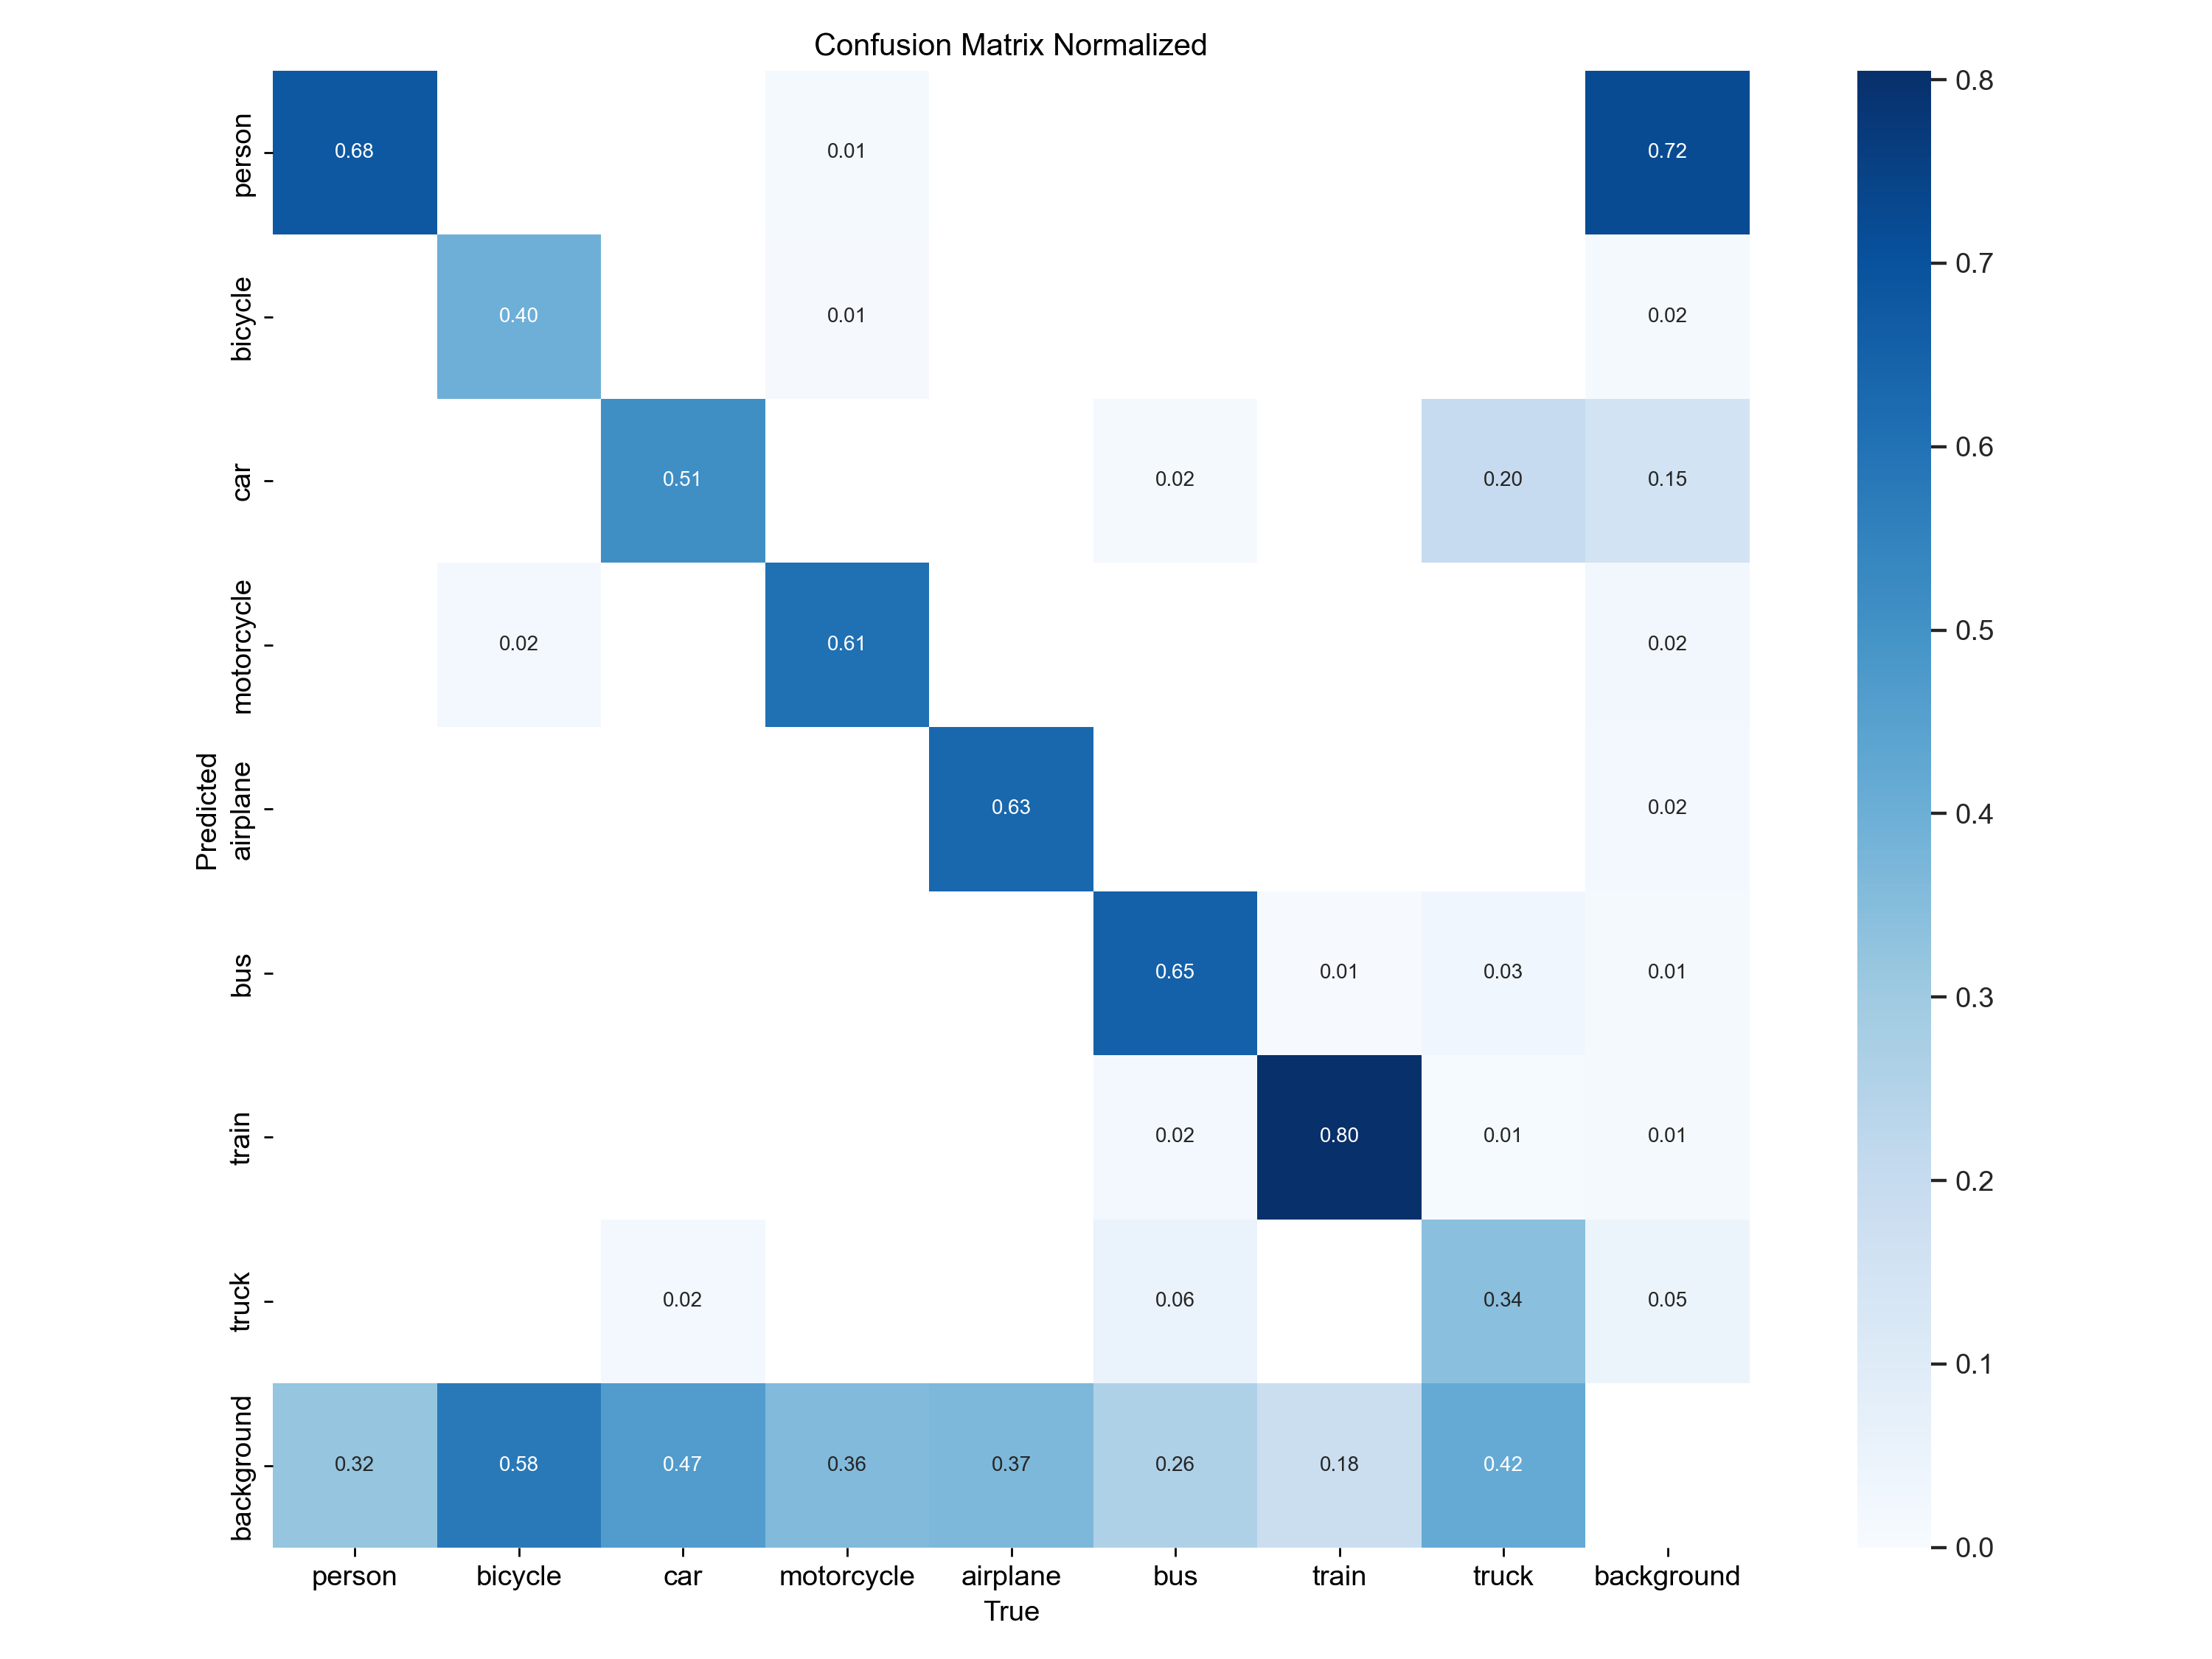 Confusion Matrix Normalized
person 0.68 0.01 0.72
bicycle 0.40 0.01 0.02
car 0.51 0.02 0.20 0.15
motorcycle 0.02 0.61 0.02
airplane 0.63 0.02
bus 0.65 0.01 0.03 0.01
train 0.02 0.80 0.01 0.01
truck 0.02 0.06 0.34 0.05
background 0.32 0.58 0.47 0.36 0.37 0.26 0.18 0.42
Predicted
person bicycle car motorcycle airplane bus train truck background
True
0.8
0.7
0.6
0.5
0.4
0.3
0.2
0.1
0.0